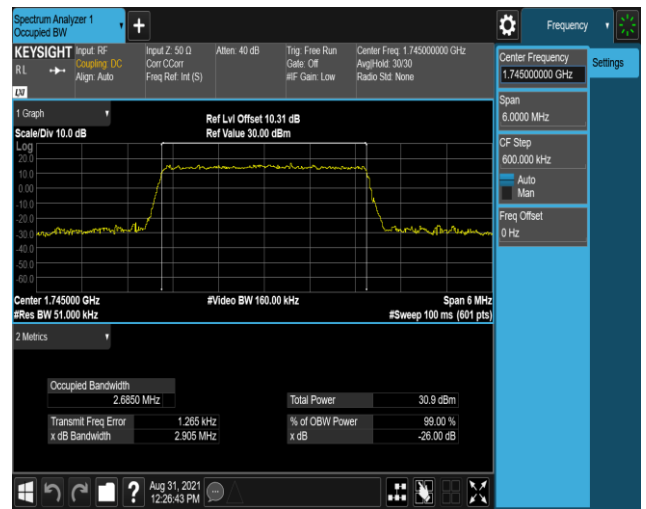 Spectrum Analyzer 1
Occupied BW
+
Frequency
KEYSIGHT
RL
LXI
Input: RF
Coupling: DC
Align: Auto
Input Z: 50 Ω
Corr CCorr
Freq Ref: Int (S)
Atten: 40 dB
Trig: Free Run
Gate: Off
#IF Gain: Low
Center Freq: 1.745000000 GHz
Avg|Hold: 30/30
Radio Std: None
Center Frequency
1.745000000 GHz
Settings
Span
6.0000 MHz
CF Step
600.000 kHz
Auto
Man
Freq Offset
0 Hz
1 Graph
Ref Lvl Offset 10.31 dB
Scale/Div 10.0 dB
Ref Value 30.00 dBm
Log
20.0
10.0
0.00
-10.0
-20.0
-30.0
-40.0
-50.0
-60.0
Center 1.745000 GHz
#Video BW 160.00 kHz
Span 6 MHz
#Res BW 51.000 kHz
#Sweep 100 ms (601 pts)
2 Metrics
Occupied Bandwidth
2.6850 MHz
Total Power 30.9 dBm
Transmit Freq Error 1.265 kHz
% of OBW Power 99.00 %
x dB Bandwidth 2.905 MHz
x dB -26.00 dB
?
Aug 31, 2021
12:26:43 PM